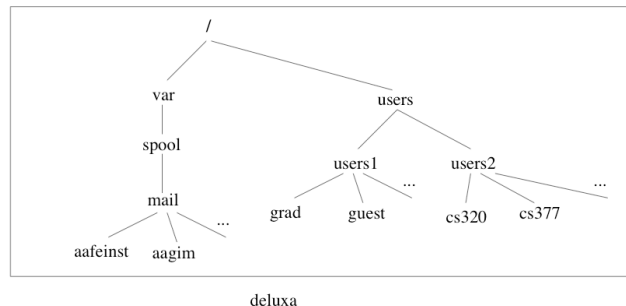 /
var
users
spool
users1
users2
mail
...
...
...
grad
guest
cs320
cs377
aafeinst
aagim
deluxa